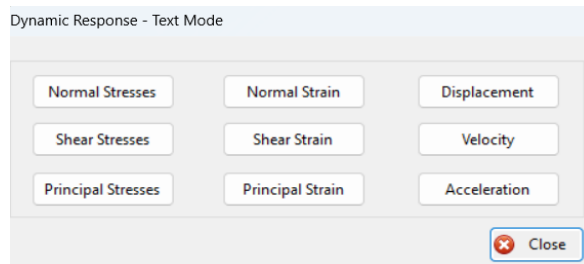 Dynamic Response - Text Mode
Normal Stresses Normal Strain Displacement
Shear Stresses Shear Strain Velocity
Principal Stresses Principal Strain Acceleration
Close